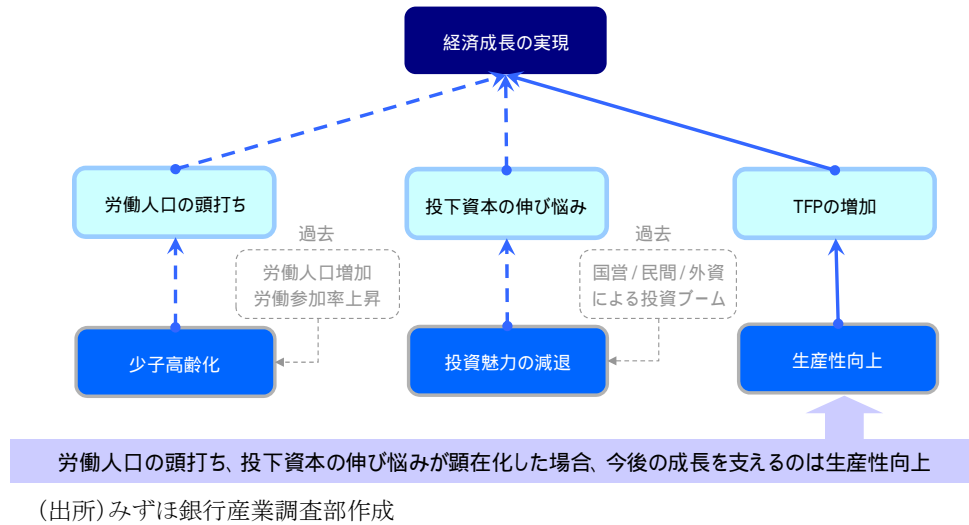 経済成長の実現
労働人口の頭打ち
投下資本の伸び悩み
TFPの増加
過去
労働人口増加
労働参加率上昇
過去
国営/民間/外資
による投資ブーム
少子高齢化
投資魅力の減退
生産性向上
労働人口の頭打ち、投下資本の伸び悩みが顕在化した場合、今後の成長を支えるのは生産性向上
(出所)みずほ銀行産業調査部作成